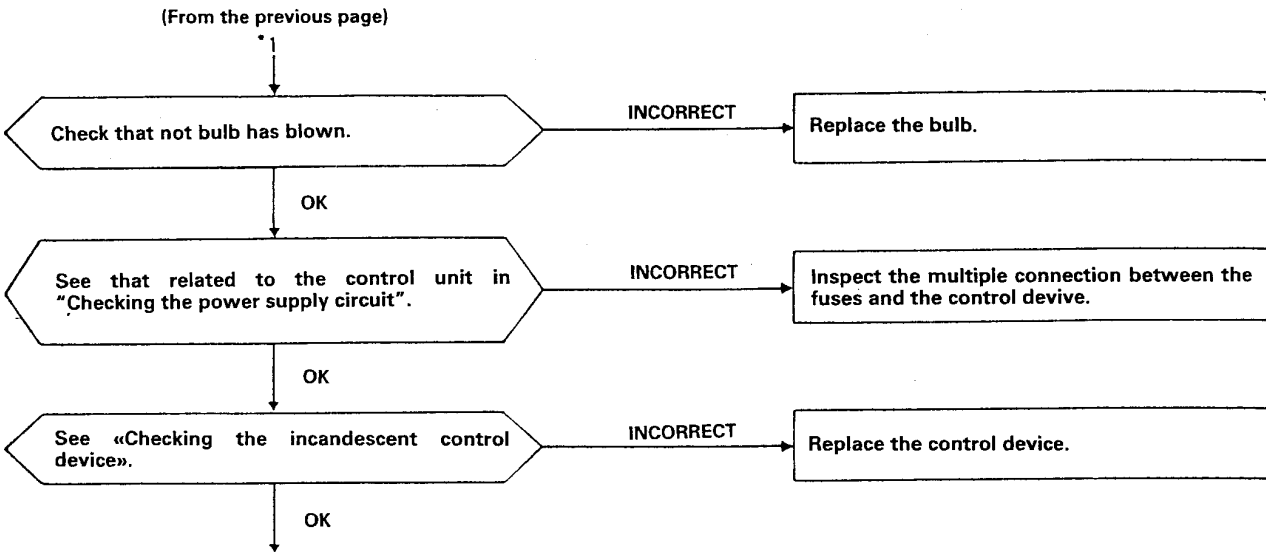 (From the previous page)
Check that not bulb has blown.
INCORRECT
Replace the bulb.
OK
See that related to the control unit in
"Checking the power supply circuit".
INCORRECT
Inspect the multiple connection between the
fuses and the control devive.
OK
See «Checking the incandescent control
device».
INCORRECT
Replace the control device.
OK